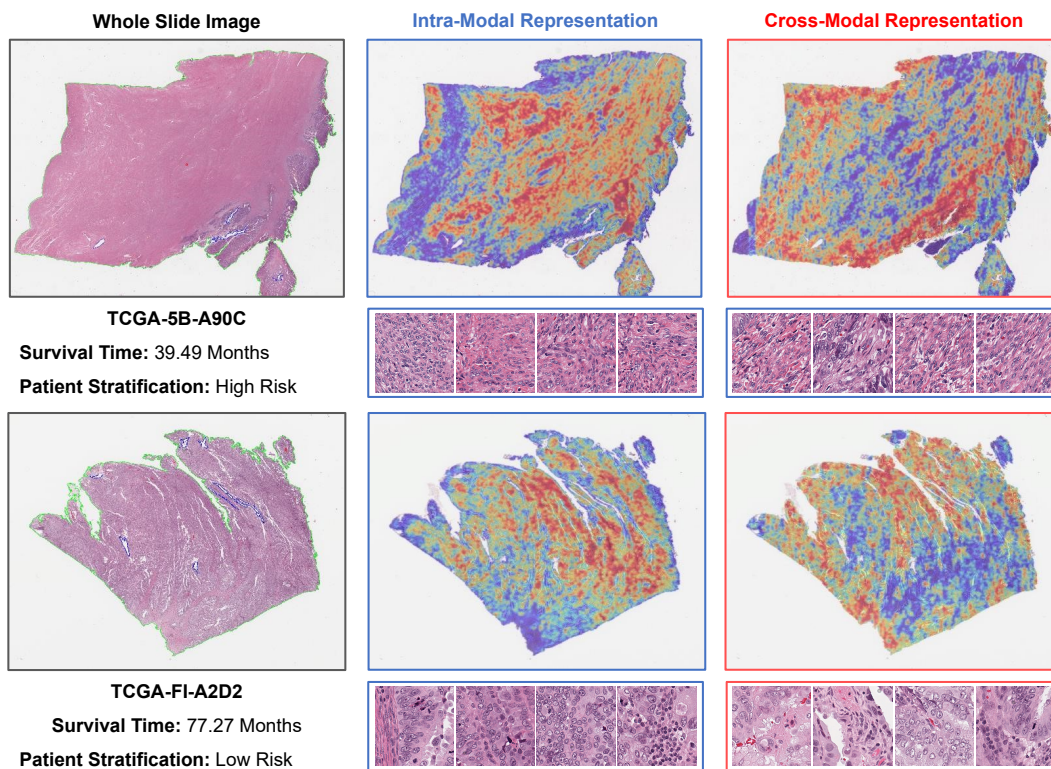 Whole Slide Image
Intra-Modal Representation
Cross-Modal Representation
TCGA-5B-A90C
Survival Time: 39.49 Months
Patient Stratification: High Risk
TCGA-FI-A2D2
Survival Time: 77.27 Months
Patient Stratification: Low Risk